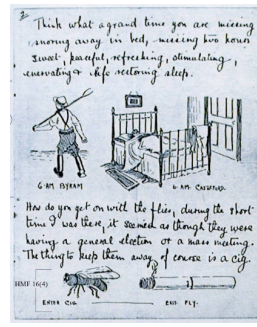 2
Think what a grand time you are missing
snoring away in bed, missing two hours
sweet, peaceful, refreshing, stimulating,
enervating & life restoring sleep.
6. AM. BYRAM
6. AM. CATSFIELD.
How do you get on with the flies, during the short
time I was there, it seemed as though they were
having a general election or a mass meeting.
The thing to keep them away, of course is a cig
HMF 16(4)
ENTER CIG.
EXIT FLY.